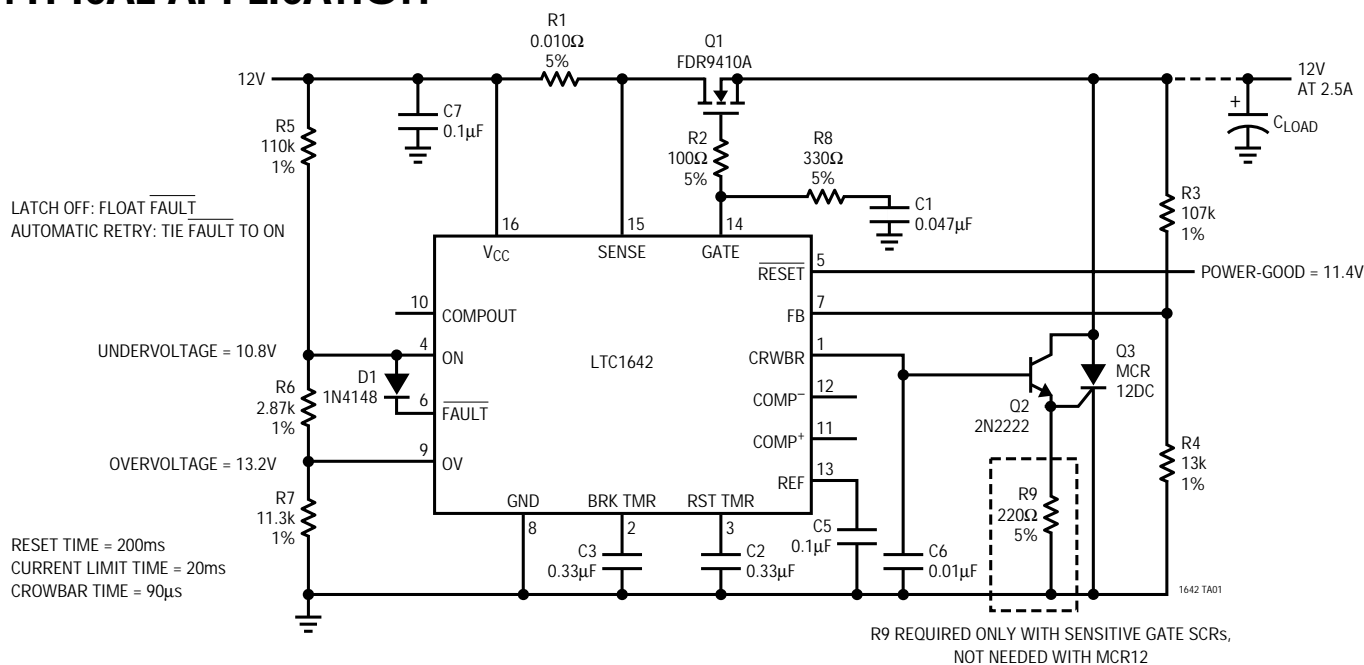 R1
0.010Ω
5%
Q1
FDR9410A
12V
12V
AT 2.5A
C7
0.1µF
R5
110k
1%
R2
100Ω
5%
R8
330Ω
5%
+
CLOAD
C1
0.047µF
R3
107k
1%
LATCH OFF: FLOAT FAULT
AUTOMATIC RETRY: TIE FAULT TO ON
16
15
14
VCC
SENSE
GATE
RESET
5
POWER-GOOD = 11.4V
10
COMPOUT
FB
7
UNDERVOLTAGE = 10.8V
4
ON
LTC1642
CRWBR
1
D1
1N4148
R6
2.87k
1%
6
FAULT
COMP–
12
Q2
2N2222
Q3
MCR
12DC
COMP+
11
OVERVOLTAGE = 13.2V
9
OV
REF
13
R4
13k
1%
R7
11.3k
1%
GND
BRK TMR
RST TMR
8
2
3
R9
220Ω
5%
RESET TIME = 200ms
CURRENT LIMIT TIME = 20ms
CROWBAR TIME = 90µs
C3
0.33µF
C2
0.33µF
C5
0.1µF
C6
0.01µF
1642 TA01
R9 REQUIRED ONLY WITH SENSITIVE GATE SCRs,
NOT NEEDED WITH MCR12